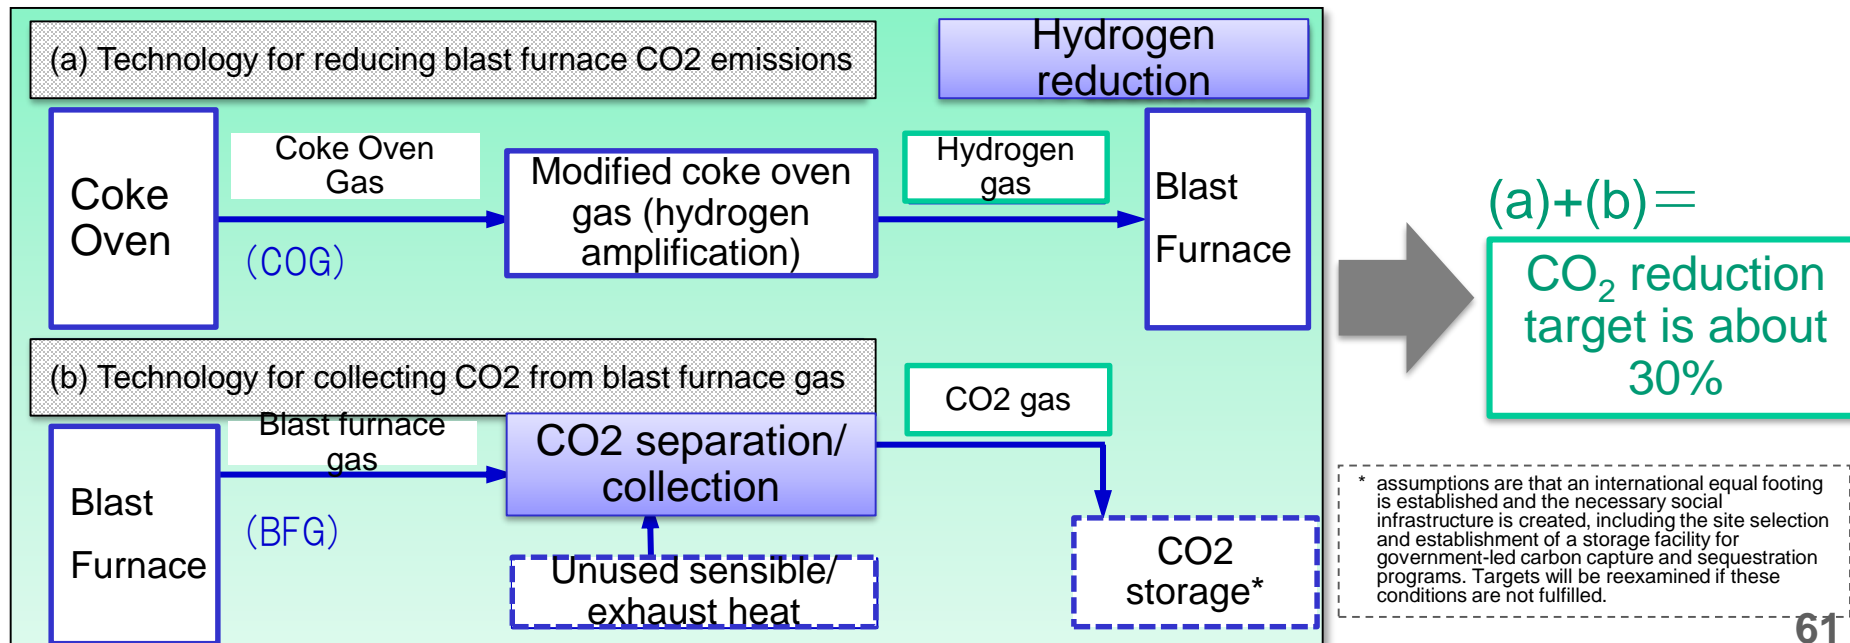 (a) Technology for reducing blast furnace CO2 emissions
Hydrogen
reduction
Coke
Oven
Coke Oven
Gas
(COG)
Modified coke oven
gas (hydrogen
amplification)
Hydrogen
gas
Blast
Furnace
(b) Technology for collecting CO2 from blast furnace gas
Blast
Furnace
Blast furnace
gas
(BFG)
CO2 separation/
collection
Unused sensible/
exhaust heat
CO2 gas
CO2
storage*
(a)+(b)＝
CO₂ reduction
target is about
30%
* assumptions are that an international equal footing
is established and the necessary social
infrastructure is created, including the site selection
and establishment of a storage facility for
government-led carbon capture and sequestration
programs. Targets will be reexamined if these
conditions are not fulfilled.
61